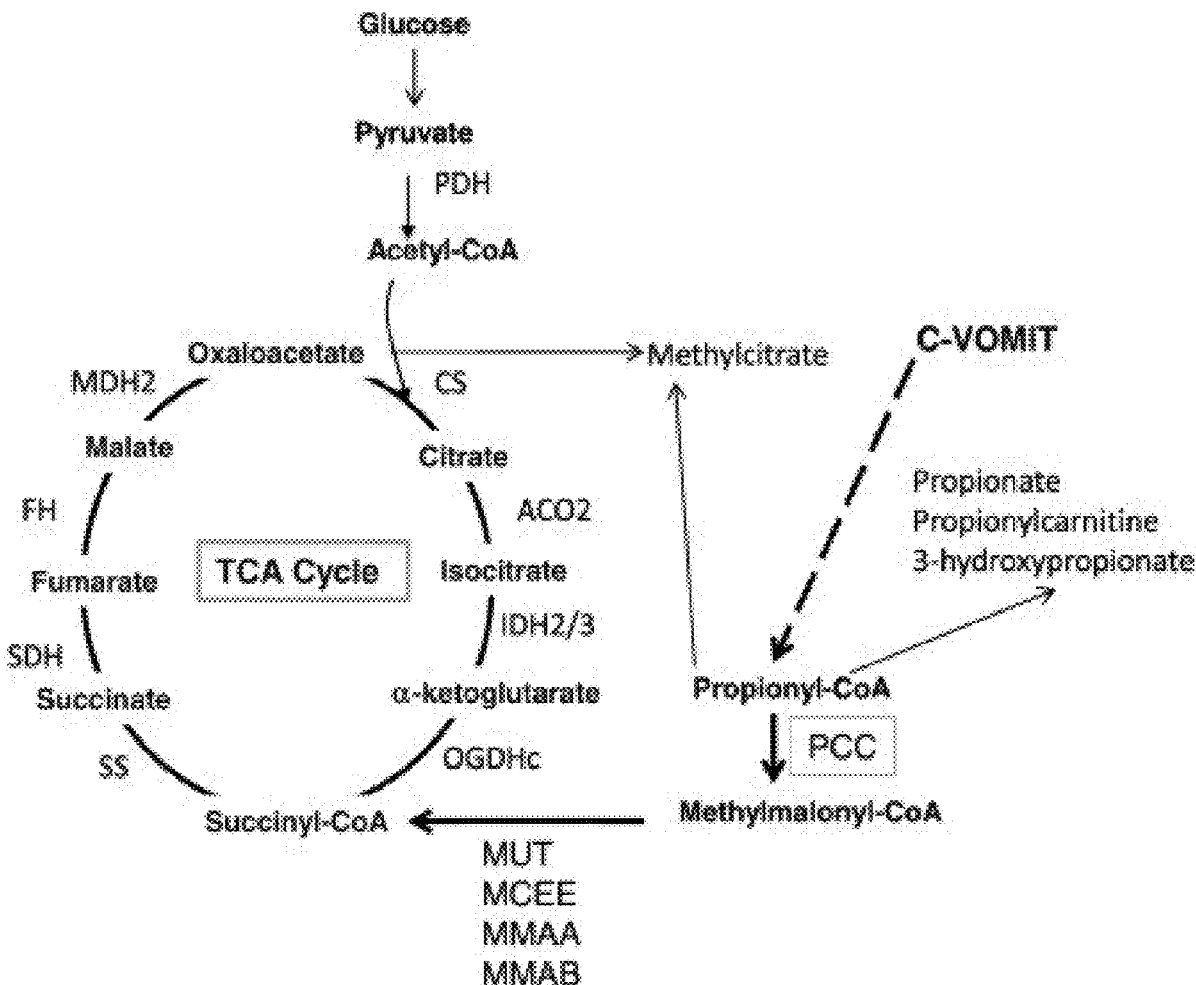 Glucose
Pyruvate
PDH
Acetyl-CoA
Oxaloacetate
Methylcitrate
C-VOMIT
MDH2
CS
Malate
Citrate
Propionate
Propionylcarnitine
3-hydroxypropionate
FH
ACO2
TCA Cycle
Fumarate
Isocitrate
IDH2/3
SDH
Succinate
α-ketoglutarate
Propionyl-CoA
PCC
SS
OGDHc
Succinyl-CoA
Methylmalonyl-CoA
MUT
MCEE
MMAA
MMAB